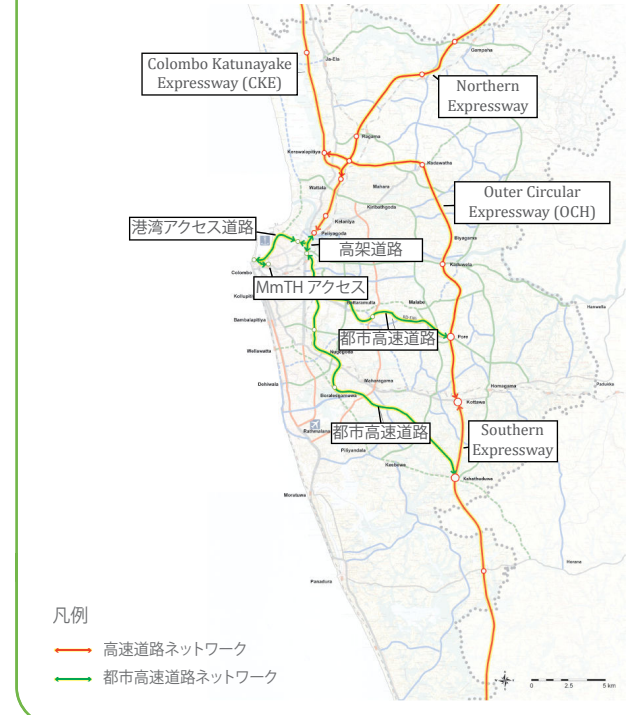 Gampaha
Colombo Katunayake
Expressway (CKE)
Ja-Ela
Northern
Expressway
Ragama
Kerawalapitiya
Kadawatha
Wattala
Mahara
Outer Circular
Expressway (OCH)
Kiribathgoda
Kelaniya
港湾アクセス道路
Peliyagoda
高架道路
Biyagama
Kaduwela
Colombo
MmTH アクセス
Malabe
Hanwella
Bambalapitiya
都市高速道路
Pore
Wellawatta
Maharagama
Homagama
Padukka
Dehiwala
Boralesgamuwa
Kottawa
都市高速道路
Southern
Expressway
Piliyandala
Kesbewa
Kahathuduwa
Moratuwa
Horana
Panadura
凡例
高速道路ネットワーク
都市高速道路ネットワーク
0 2.5 5 km